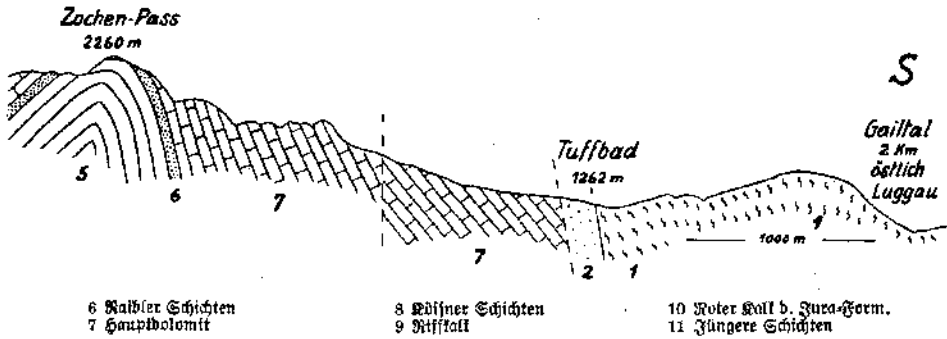 Zochen-Pass
2260 m
S
Gailtal
2 Km
östlich
Luggau
Tuffbad
1262 m
5
6
7
7
2
1
1
1000 m
6 Raibler Schichten
7 Hauptdolomit
8 Kössner Schichten
9 Riffkalk
10 Roter Kalk d. Jura-Form.
11 Jüngere Schichten